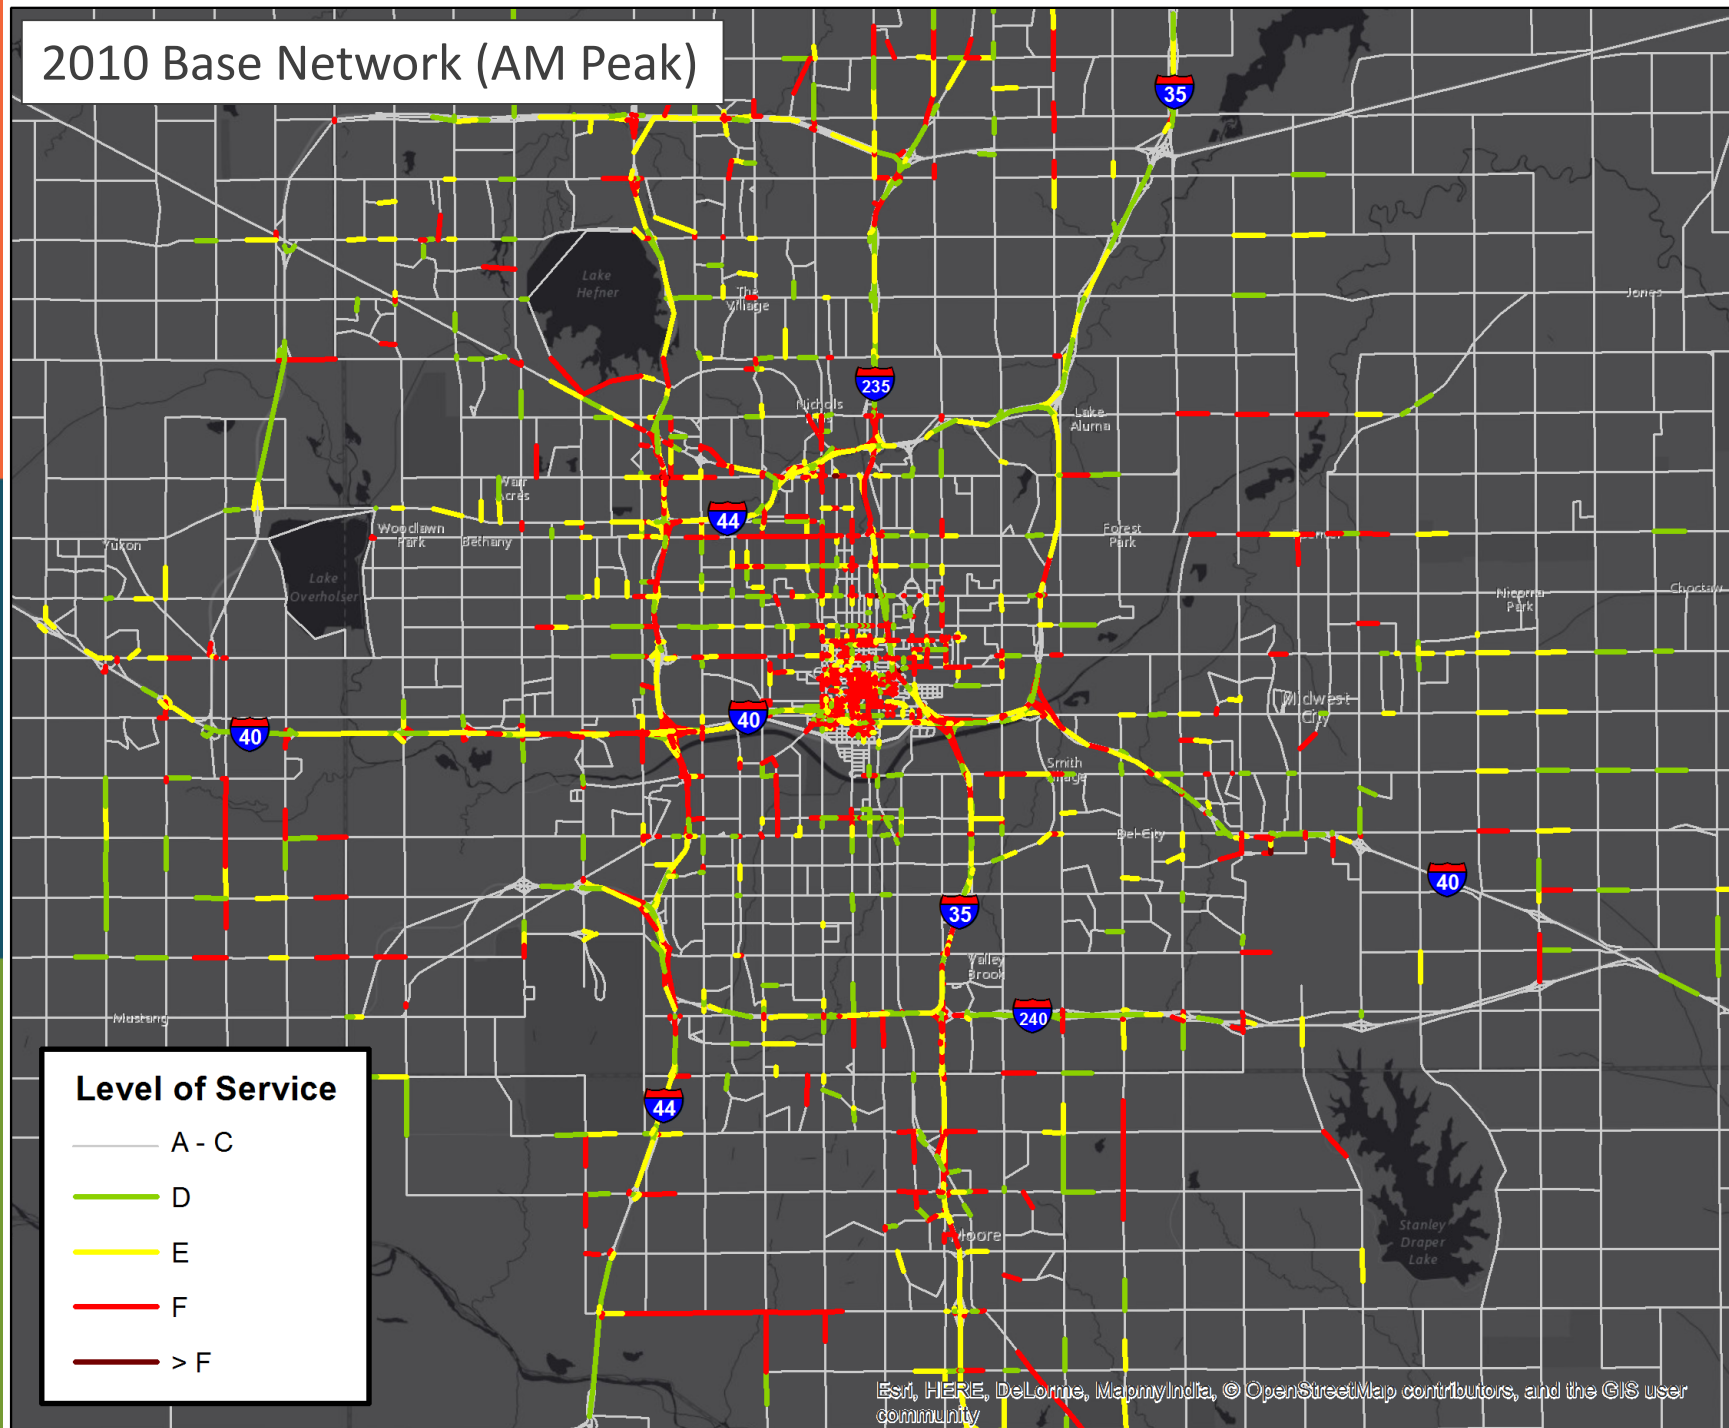 2010 Base Network (AM Peak)
35
Lake
Hefner
The
Village
Jones
235
Nichols
Lake
Aluma
Warr
Acres
44
Woodlawn
Park
Bethany
Forest
Park
Yukon
Lake
Overholser
Nicoma
Park
Choctaw
Midwest
City
40
40
Smith
Village
Del City
40
35
Valley
Brook
Mustang
240
44
Level of Service
A - C
D
E
F
> F
Stanley
Draper
Lake
Moore
Esri, HERE, DeLorme, MapmyIndia, © OpenStreetMap contributors, and the GIS user
community